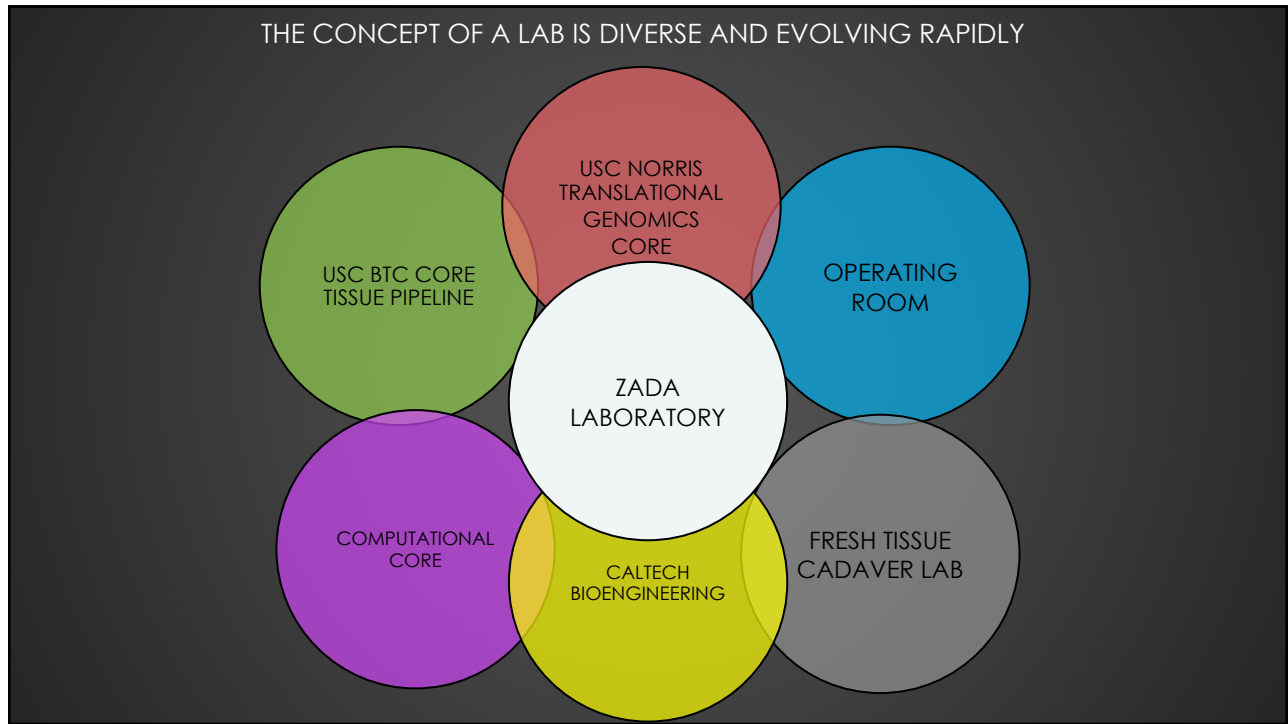 THE CONCEPT OF A LAB IS DIVERSE AND EVOLVING RAPIDLY
USC NORRIS
TRANSLATIONAL
GENOMICS
CORE
USC BTC CORE
TISSUE PIPELINE
OPERATING
ROOM
ZADA
LABORATORY
COMPUTATIONAL
CORE
CALTECH
BIOENGINEERING
FRESH TISSUE
CADAVER LAB